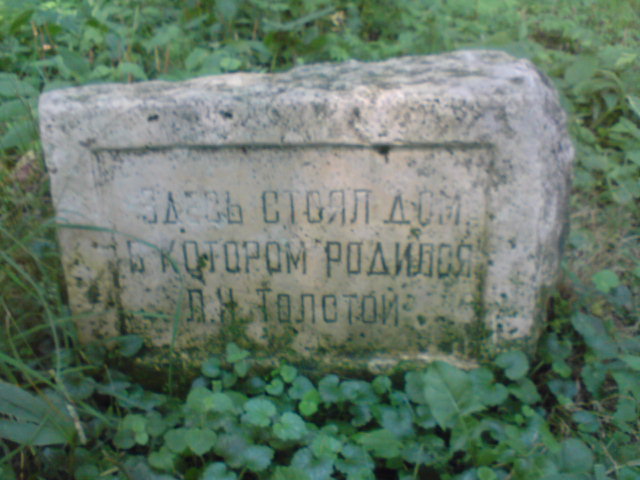 ЗДЕСЬ СТОЯЛ ДОМ,
В КОТОРОМ РОДИЛСЯ
Л.Н. ТОЛСТОЙ